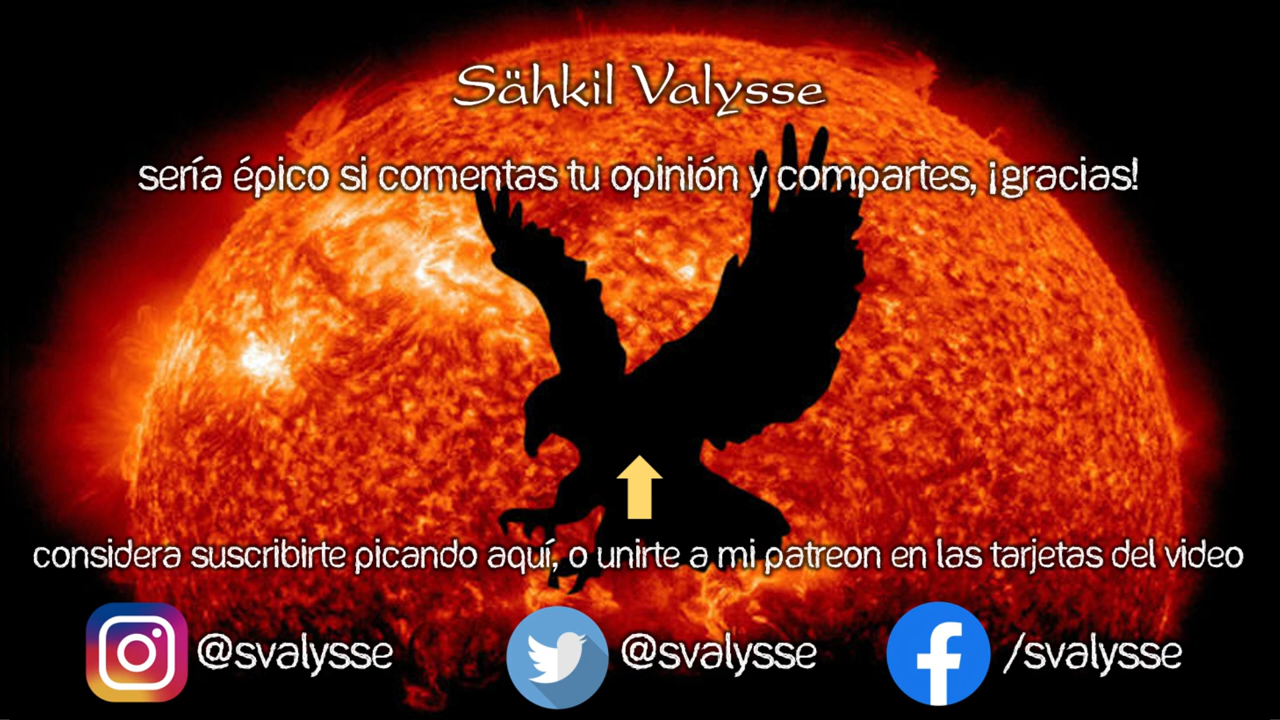 Sähkil Valysse
sería épico si comentas tu opinión y compartes, ¡gracias!
considera suscribirte picando aquí, o unirte a mi patreon en las tarjetas del video
@svalysse @svalysse /svalysse